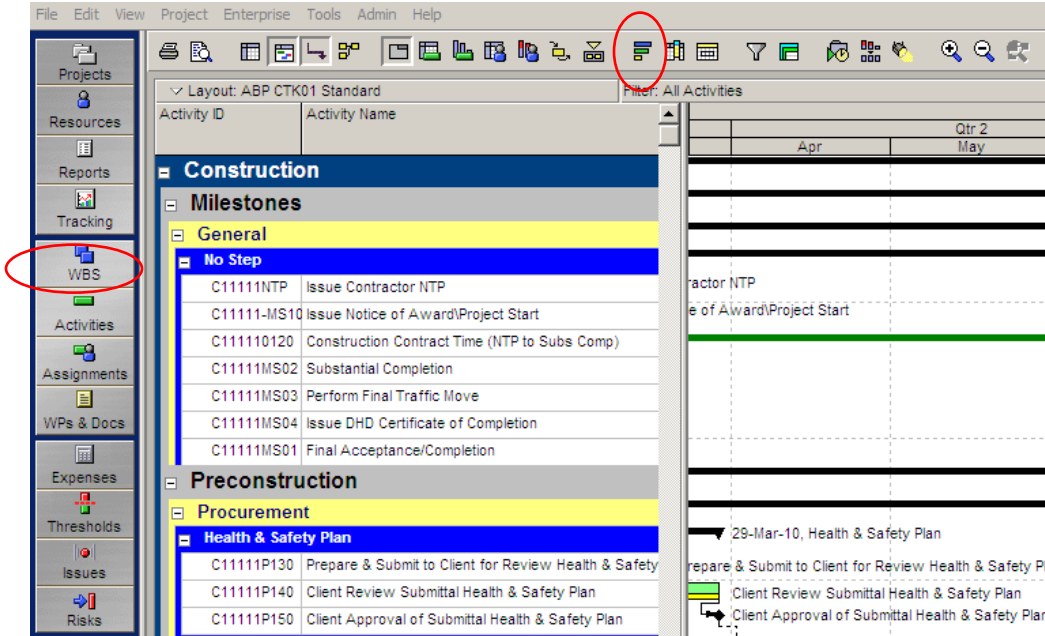 File Edit View Project Enterprise Tools Admin Help
Projects
Resources
Reports
Tracking
WBS
Activities
Assignments
WPs & Docs
Expenses
Thresholds
Issues
Risks
Layout: ABP CTK01 Standard
Filter: All Activities
Activity ID Activity Name
Qtr 2
Apr May
Construction
Milestones
General
No Step
C11111NTP Issue Contractor NTP
C11111-MS10 Issue Notice of Award\Project Start
C111110120 Construction Contract Time (NTP to Subs Comp)
C11111MS02 Substantial Completion
C11111MS03 Perform Final Traffic Move
C11111MS04 Issue DHD Certificate of Completion
C11111MS01 Final Acceptance/Completion
Preconstruction
Procurement
Health & Safety Plan
C11111P130 Prepare & Submit to Client for Review Health & Safety
C11111P140 Client Review Submittal Health & Safety Plan
C11111P150 Client Approval of Submittal Health & Safety Plan
ractor NTP
e of Award\Project Start
29-Mar-10, Health & Safety Plan
repare & Submit to Client for Review Health & Safety Pl
Client Review Submittal Health & Safety Plan
Client Approval of Submittal Health & Safety Plan